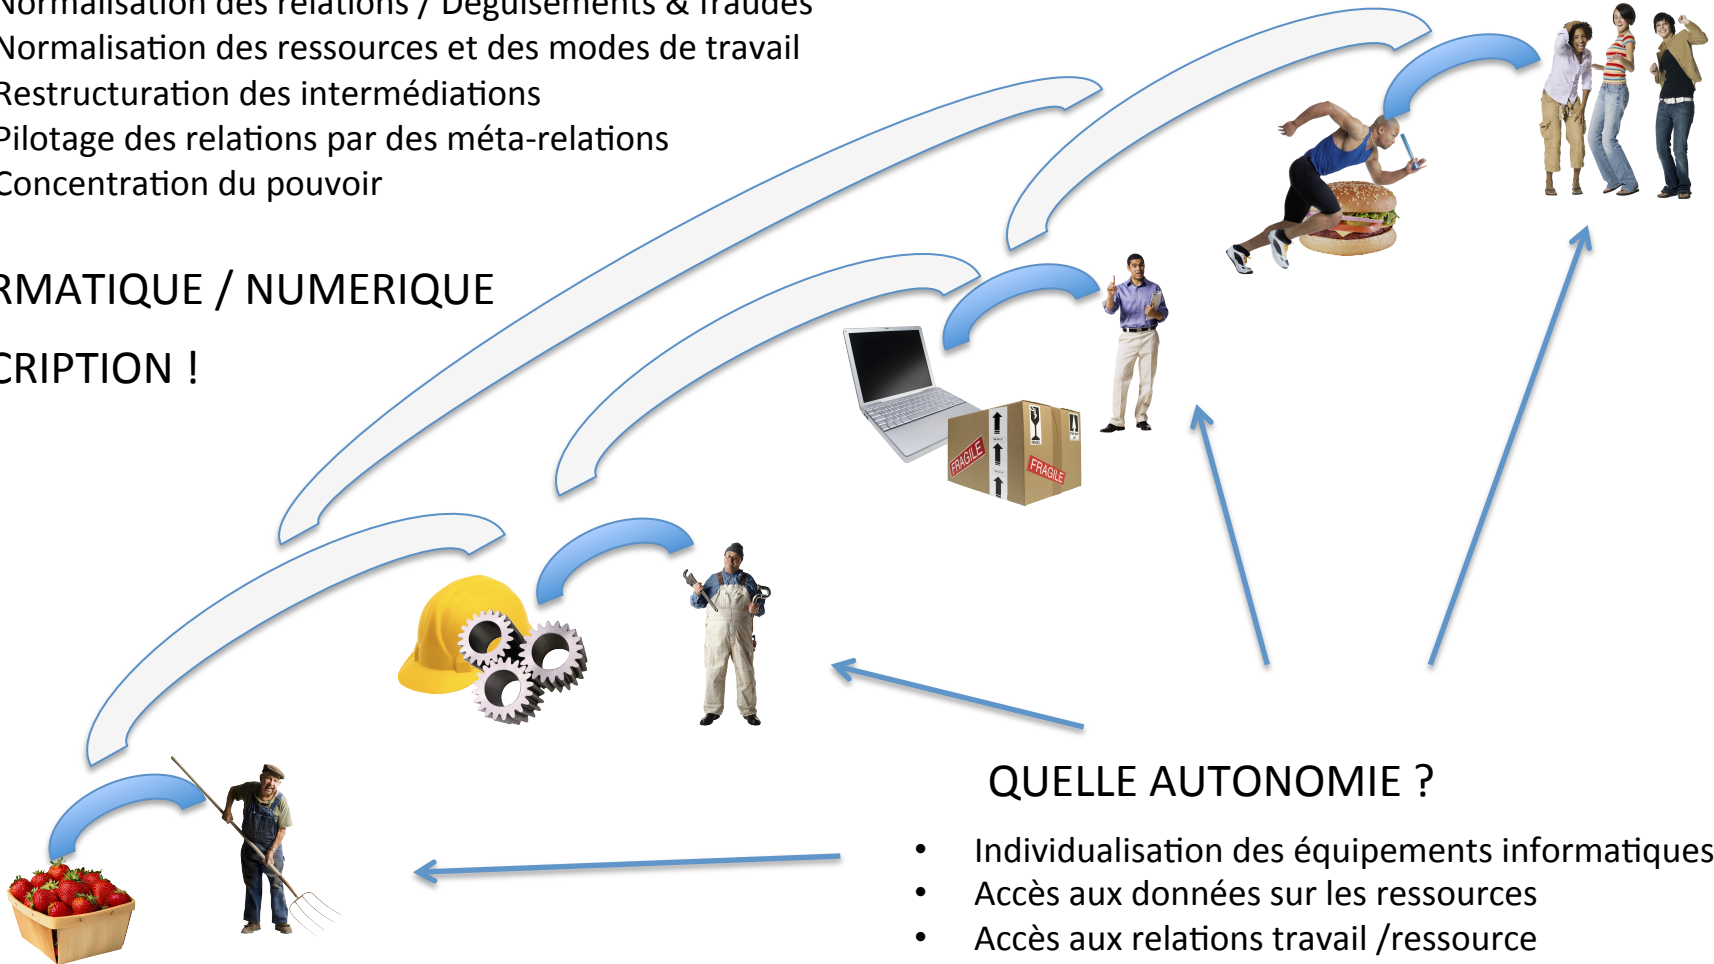 Normalisation des relations / Déguisements & fraudes
Normalisation des ressources et des modes de travail
Restructuration des intermédiations
Pilotage des relations par des méta-relations
Concentration du pouvoir
RMATIQUE / NUMERIQUE
CRIPTION !
FRAGILE
FRAGILE
QUELLE AUTONOMIE ?
• Individualisation des équipements informatiques
• Accès aux données sur les ressources
• Accès aux relations travail /ressource